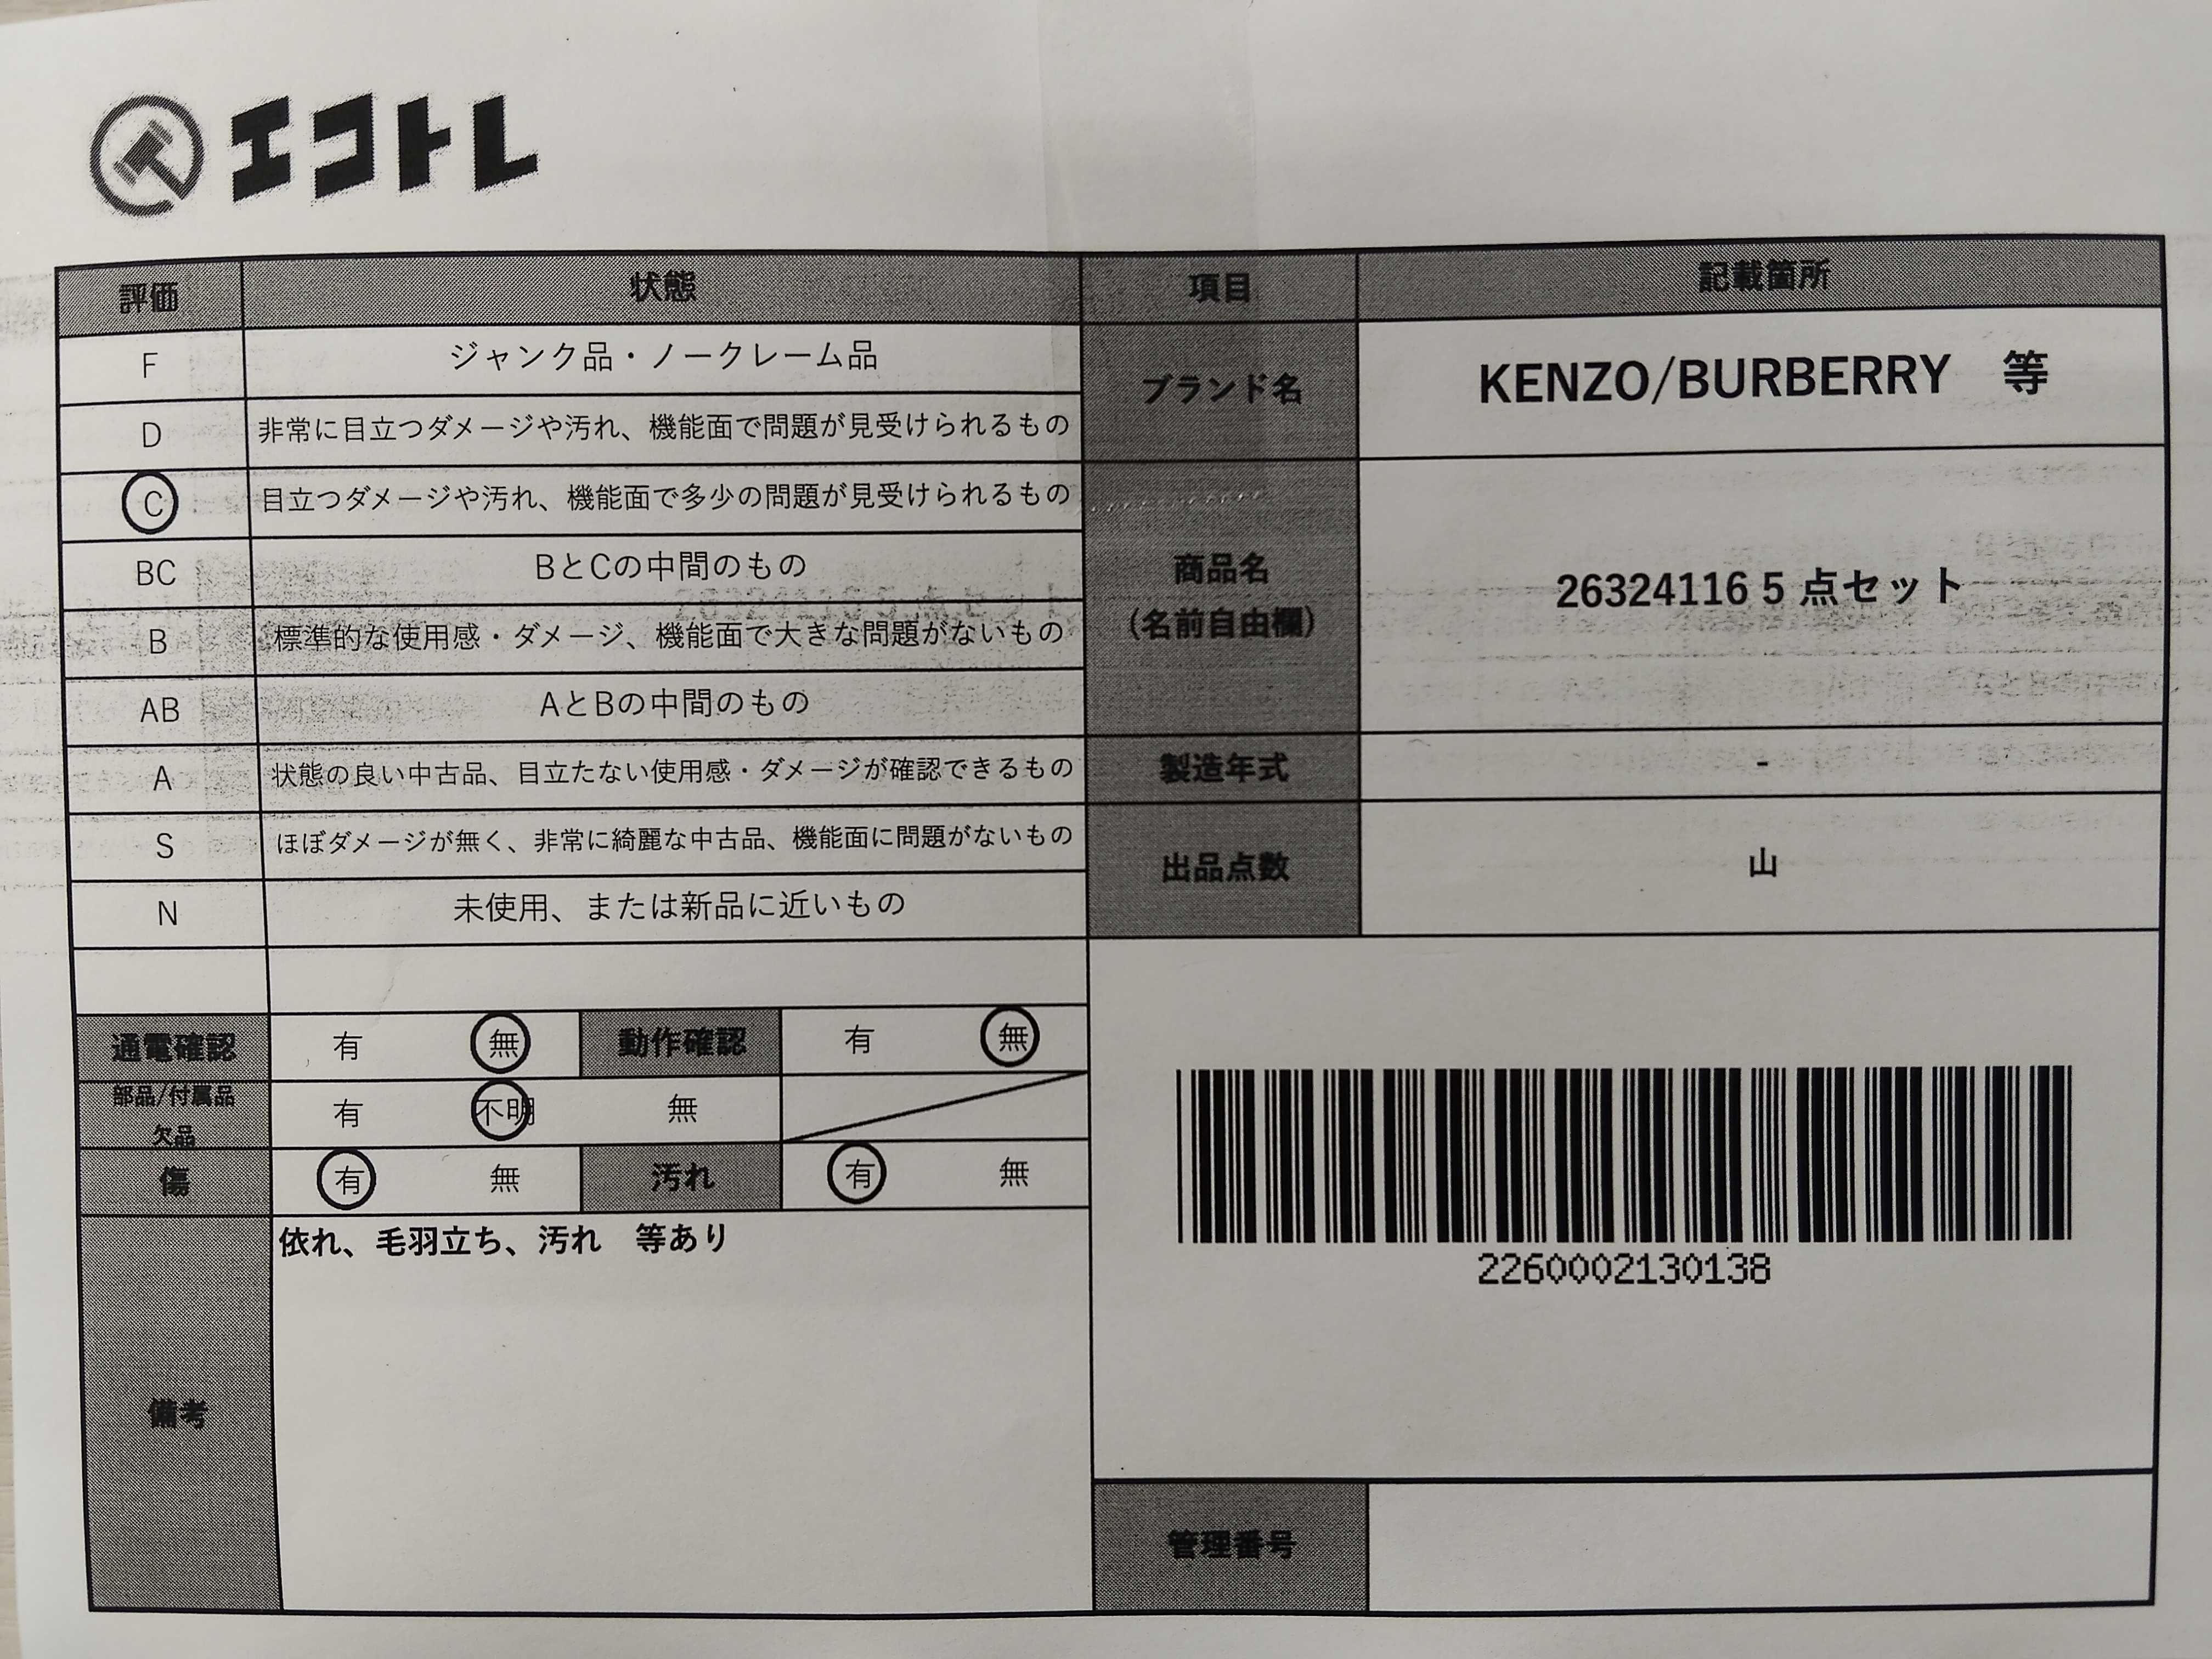 エコトレ
評価 状態 項目 記載箇所
F ジャンク品・ノークレーム品
D 非常に目立つダメージや汚れ、機能面で問題が見受けられるもの
C 目立つダメージや汚れ、機能面で多少の問題が見受けられるもの
BC BとCの中間のもの
B 標準的な使用感・ダメージ、機能面で大きな問題がないもの
AB AとBの中間のもの
A 状態の良い中古品、目立たない使用感・ダメージが確認できるもの
S ほぼダメージが無く、非常に綺麗な中古品、機能面に問題がないもの
N 未使用、または新品に近いもの
ブランド名 KENZO/BURBERRY 等
商品名
(名前自由欄)
26324116 5 点セット
製造年式 -
出品点数 山
通電確認 有 無 動作確認 有 無
部品/付属品
欠品
有 不明 無
傷 有 無 汚れ 有 無
備考
依れ、毛羽立ち、汚れ 等あり
2260002130138
管理番号